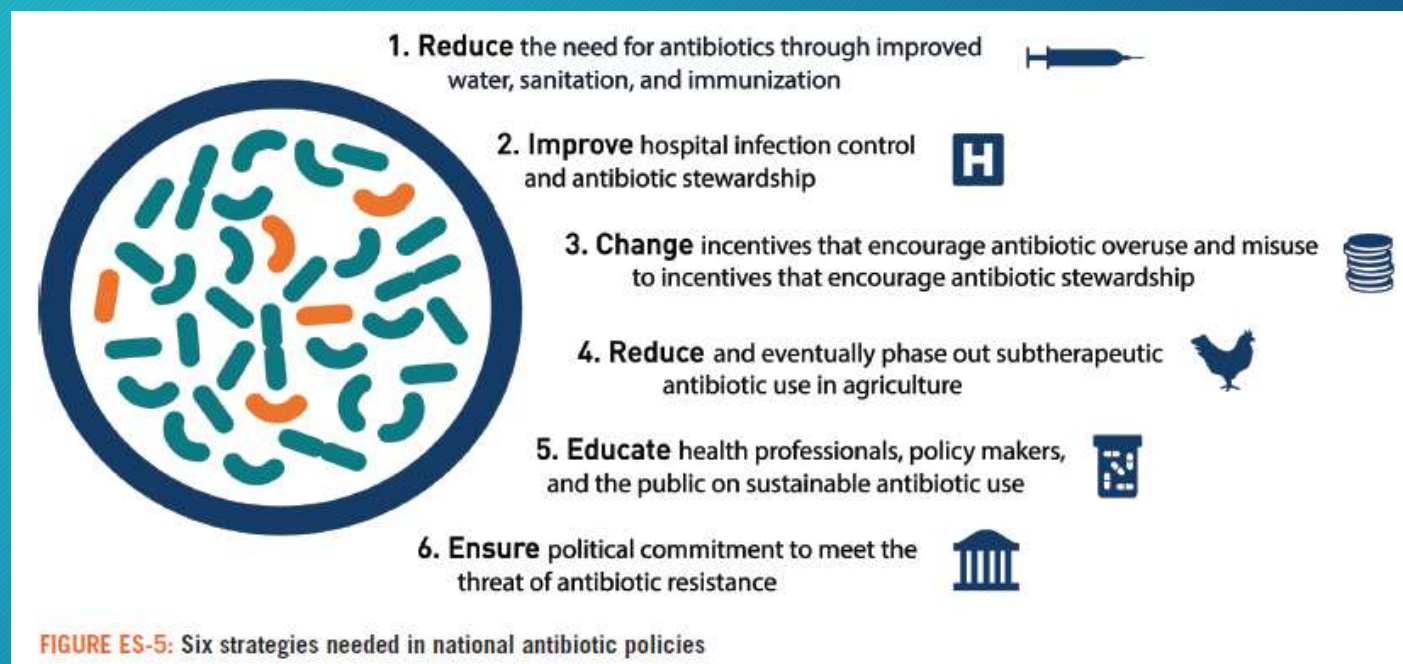 1. Reduce the need for antibiotics through improved
water, sanitation, and immunization
2. Improve hospital infection control
and antibiotic stewardship
H
3. Change incentives that encourage antibiotic overuse and misuse
to incentives that encourage antibiotic stewardship
4. Reduce and eventually phase out subtherapeutic
antibiotic use in agriculture
5. Educate health professionals, policy makers,
and the public on sustainable antibiotic use
6. Ensure political commitment to meet the
threat of antibiotic resistance
FIGURE ES-5: Six strategies needed in national antibiotic policies